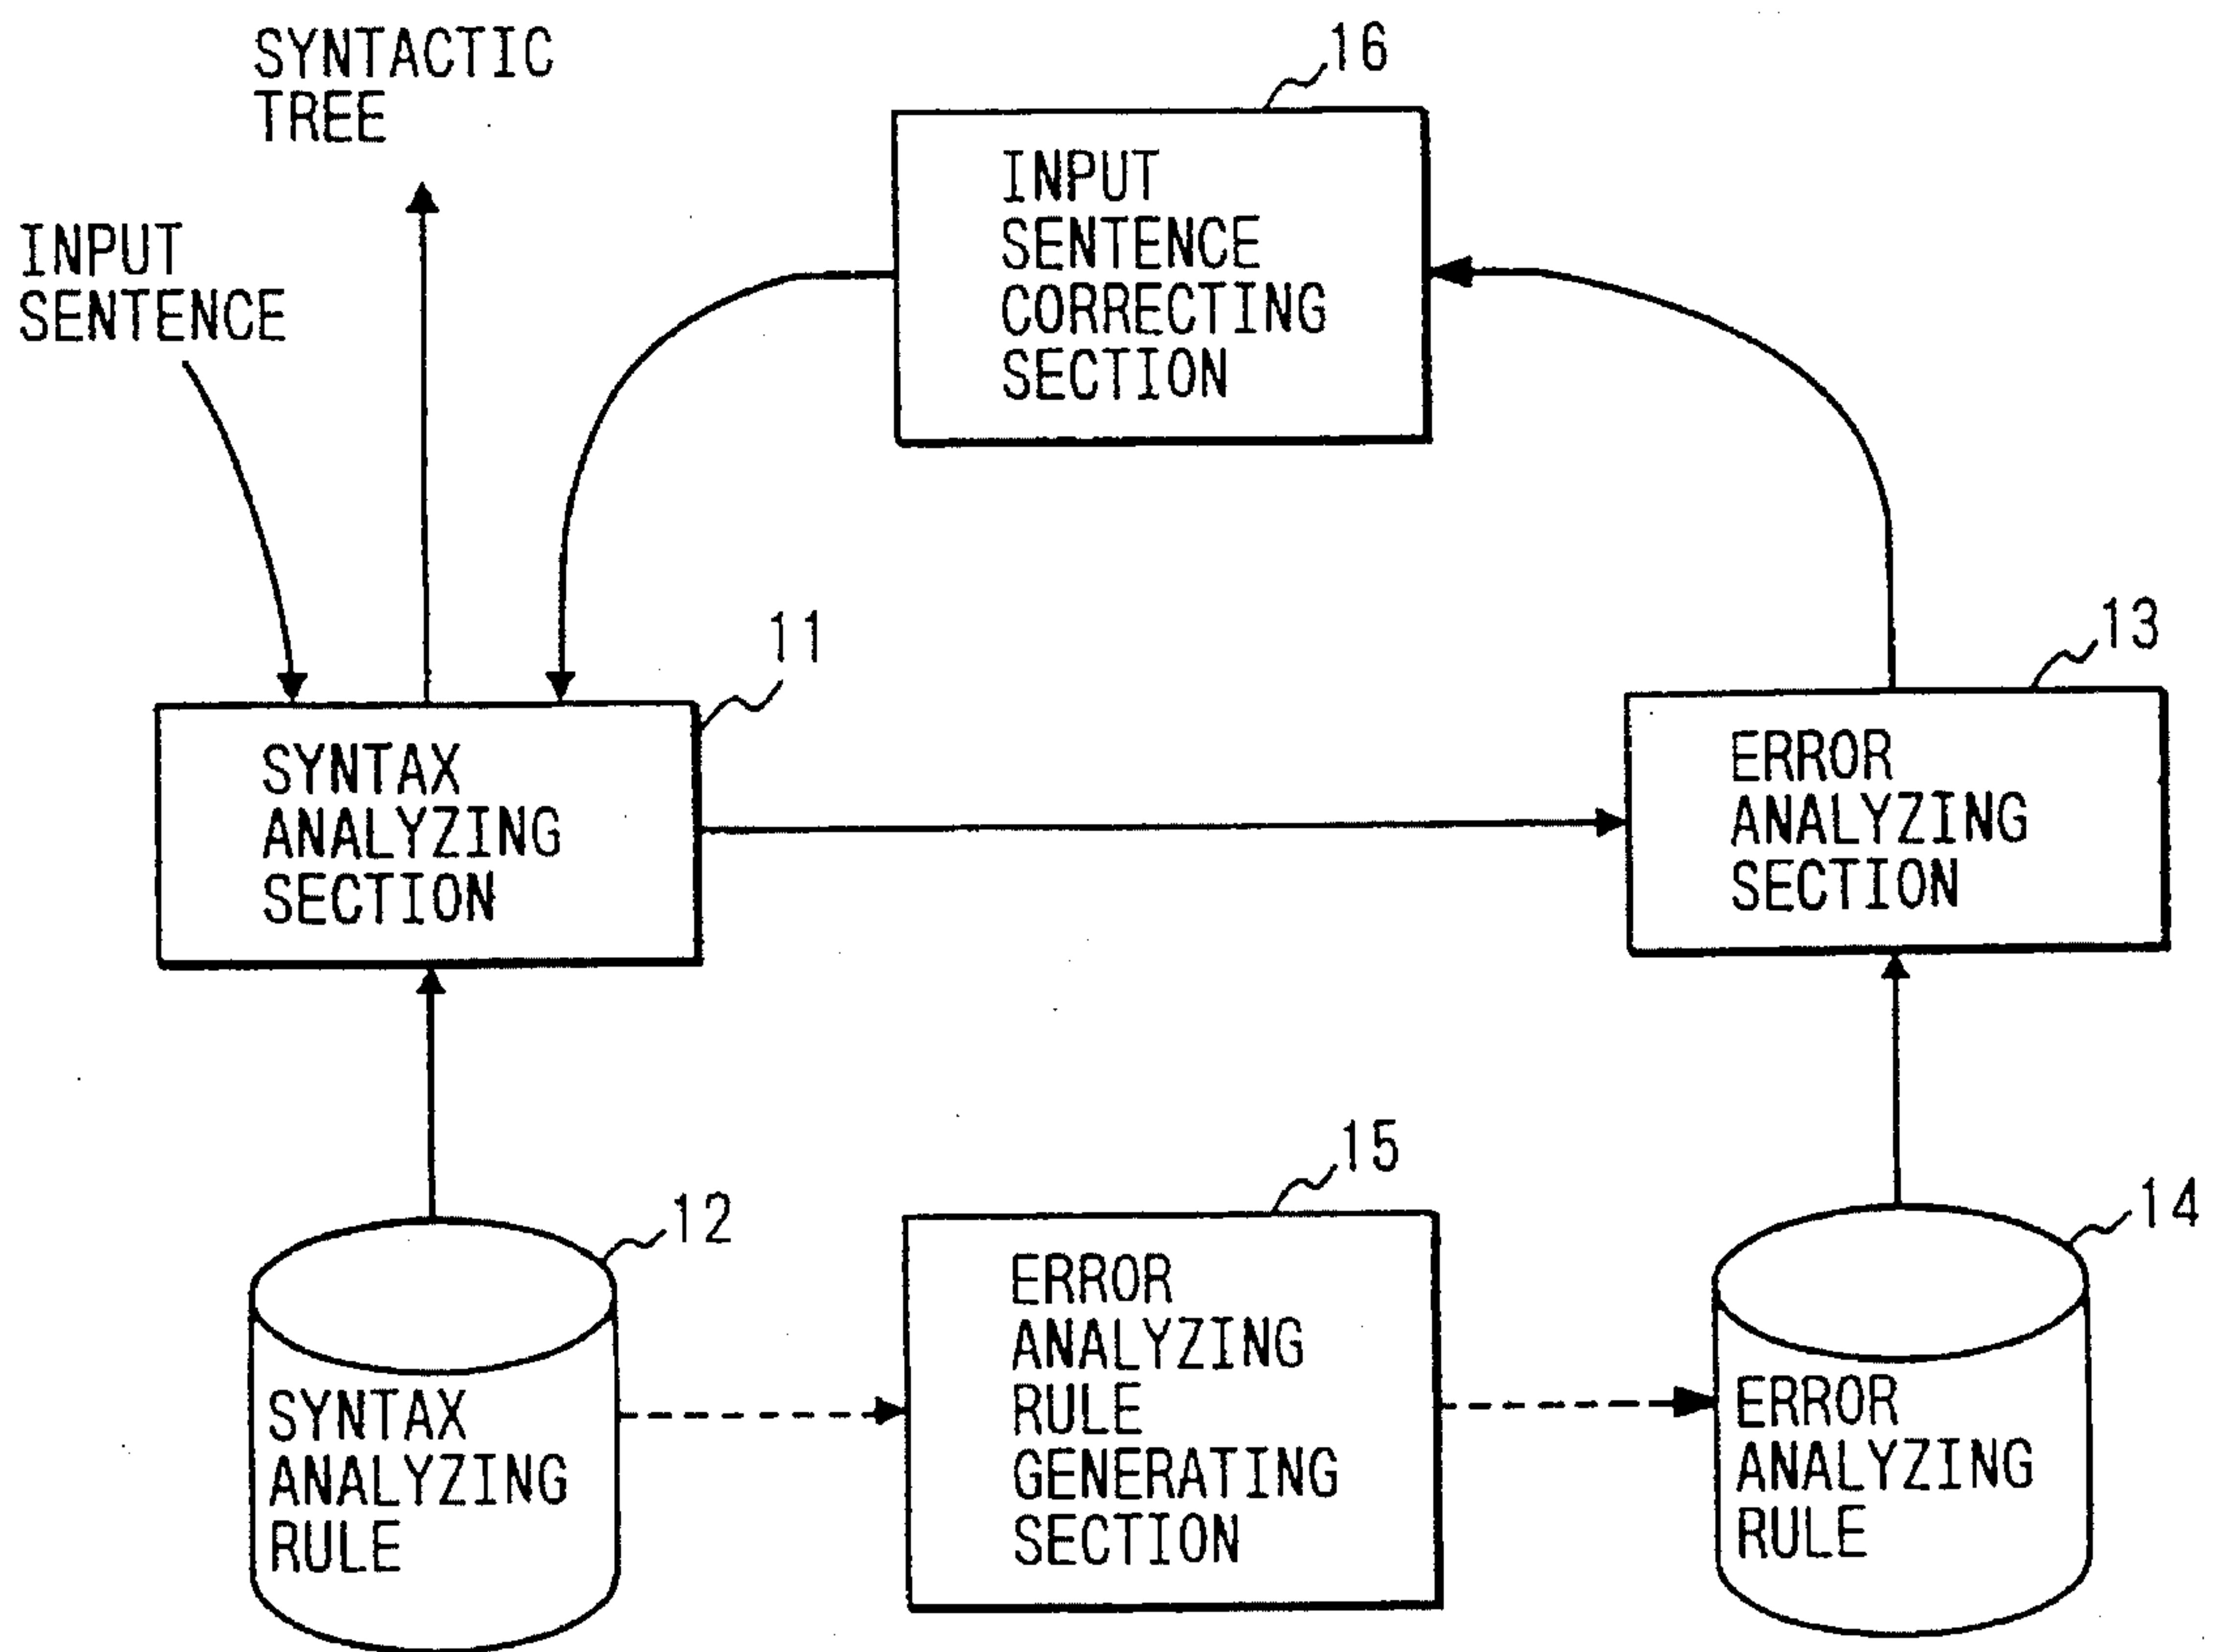 SYNTACTIC
TREE
16
INPUT
SENTENCE
CORRECTING
SECTION
INPUT
SENTENCE
11
13
SYNTAX
ANALYZING
SECTION
ERROR
ANALYZING
SECTION
12
15
14
SYNTAX
ANALYZING
RULE
ERROR
ANALYZING
RULE
GENERATING
SECTION
ERROR
ANALYZING
RULE